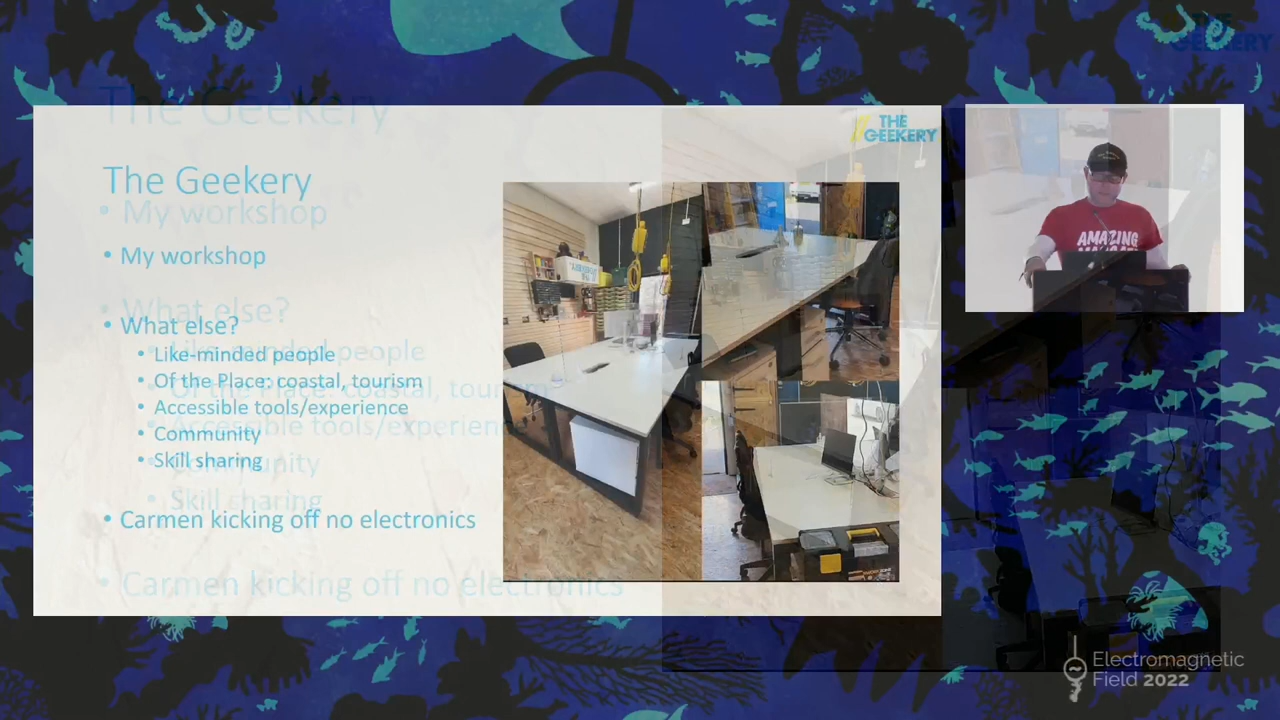 The Geekery
• My workshop
• What else?
• Like-minded people
• Of the Place: coastal, tourism
• Accessible tools/experience
• Community
• Skill sharing
• Carmen kicking off no electronics
THE
GEEKERY
AMAZING
Electromagnetic
Field 2022